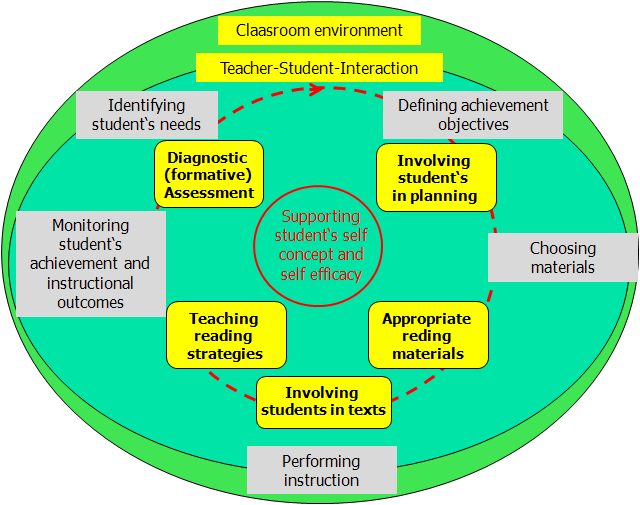 Claasroom environment
Teacher-Student-Interaction
Identifying
student‘s needs
Defining achievement
objectives
Diagnostic
(formative)
Assessment
Involving
student‘s
in planning
Supporting
student‘s self
concept and
self efficacy
Monitoring
student‘s
achievement and
instructional
outcomes
Choosing
materials
Teaching
reading
strategies
Appropriate
reding
materials
Involving
students in texts
Performing
instruction